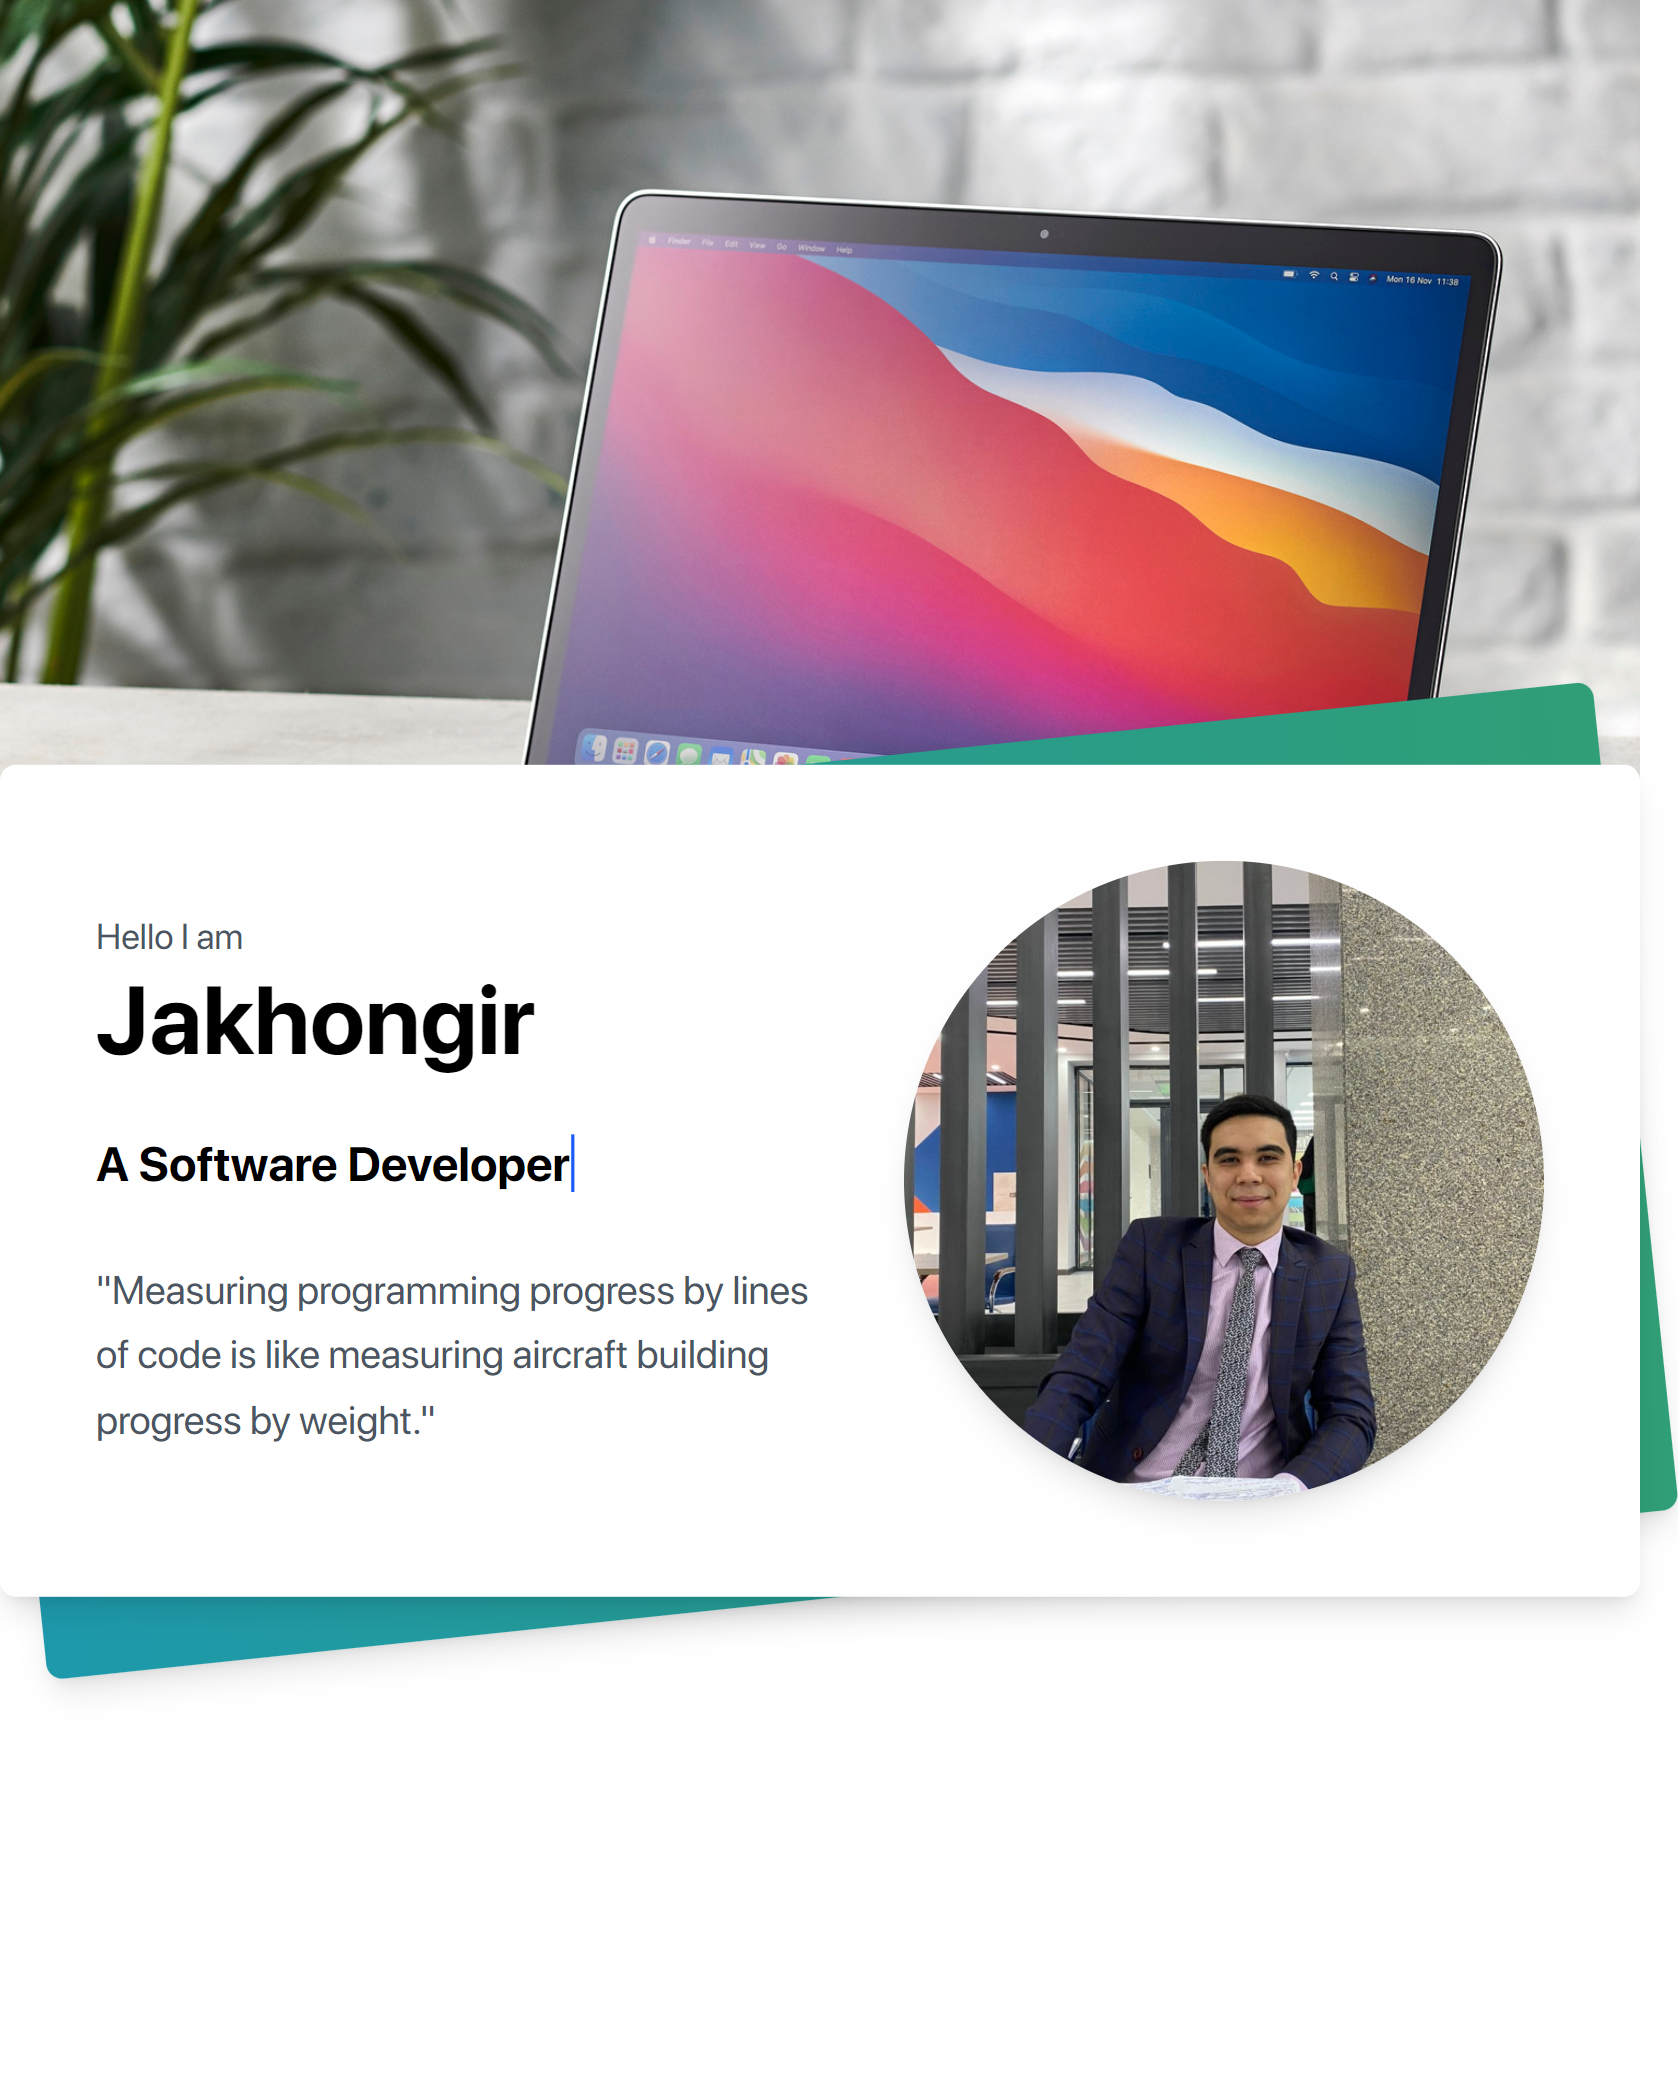 Finder File Edit View Go Window Help
Mon 16 Nov 11:38
Hello I am
Jakhongir
A Software Developer
"Measuring programming progress by lines
of code is like measuring aircraft building
progress by weight."